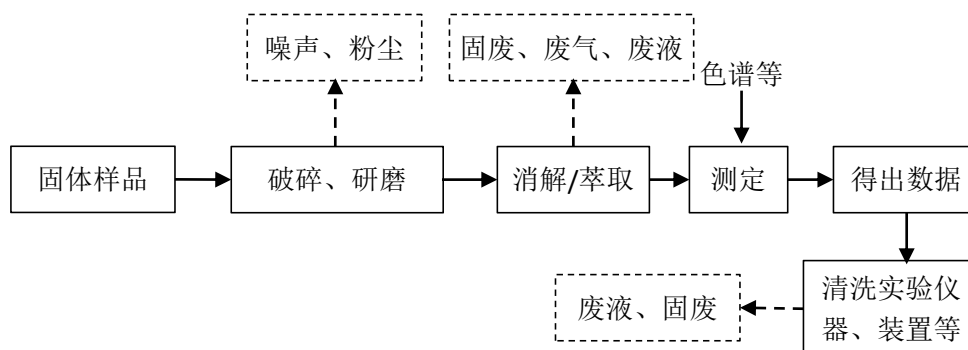 噪声、粉尘
固废、废气、废液
色谱等
固体样品
破碎、研磨
消解/萃取
测定
得出数据
废液、固废
清洗实验仪
器、装置等